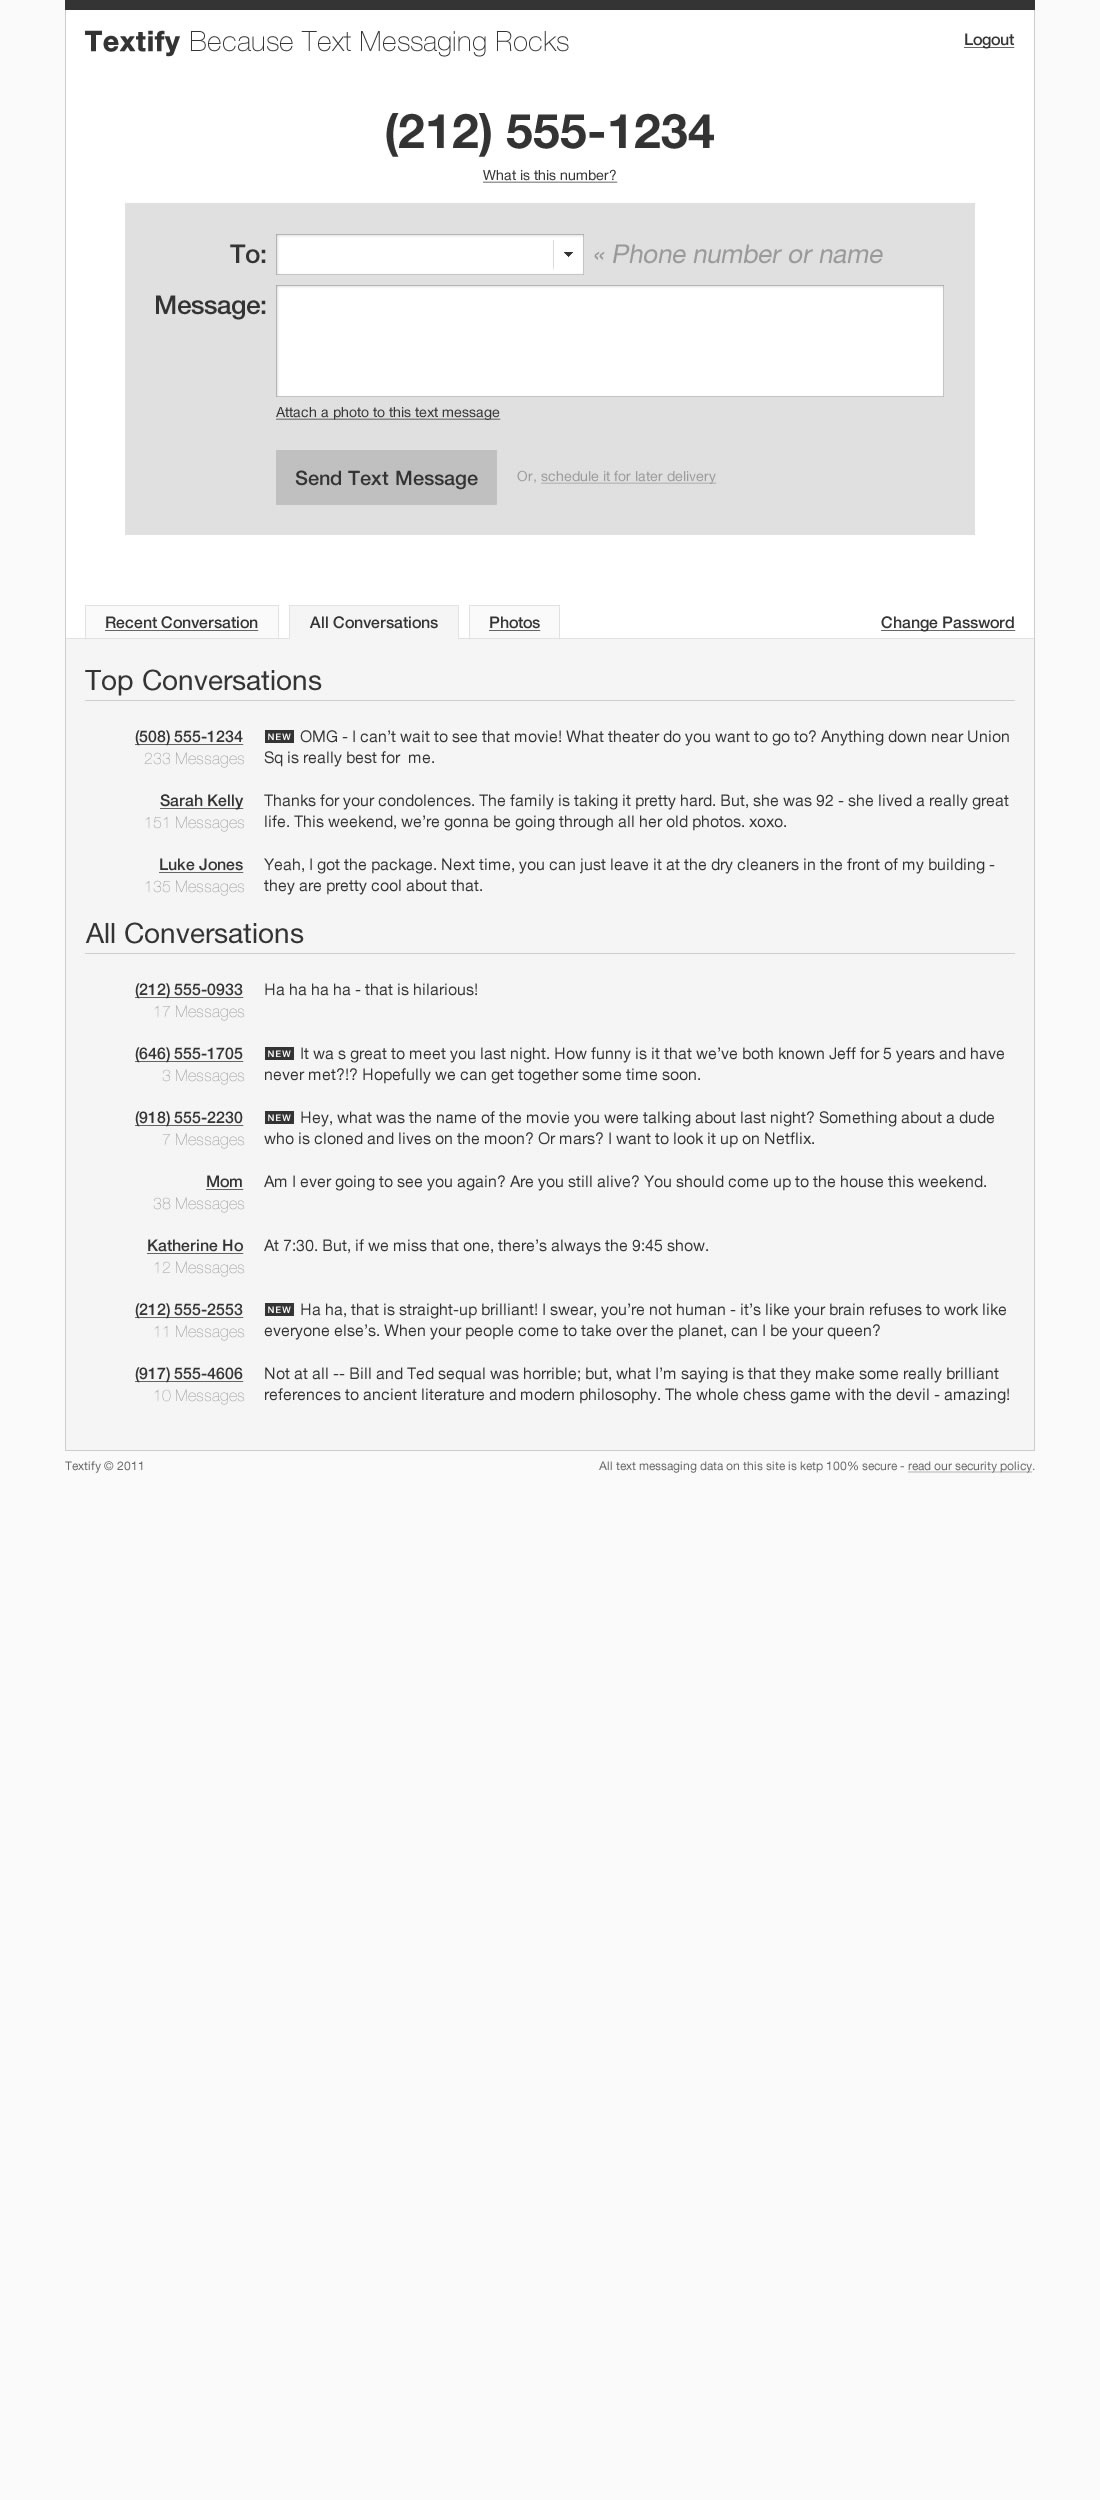 Textify Because Text Messaging Rocks
Logout
(212) 555-1234
What is this number?
To:
« Phone number or name
Message:
Attach a photo to this text message
Send Text Message
Or, schedule it for later delivery
Recent Conversation
All Conversations
Photos
Change Password
Top Conversations
(508) 555-1234
233 Messages
NEW OMG - I can’t wait to see that movie! What theater do you want to go to? Anything down near Union
Sq is really best for  me.
Sarah Kelly
151 Messages
Thanks for your condolences. The family is taking it pretty hard. But, she was 92 - she lived a really great
life. This weekend, we’re gonna be going through all her old photos. xoxo.
Luke Jones
135 Messages
Yeah, I got the package. Next time, you can just leave it at the dry cleaners in the front of my building -
they are pretty cool about that.
All Conversations
(212) 555-0933
17 Messages
Ha ha ha ha - that is hilarious!
(646) 555-1705
3 Messages
NEW It wa s great to meet you last night. How funny is it that we’ve both known Jeff for 5 years and have
never met?!? Hopefully we can get together some time soon.
(918) 555-2230
7 Messages
NEW Hey, what was the name of the movie you were talking about last night? Something about a dude
who is cloned and lives on the moon? Or mars? I want to look it up on Netflix.
Mom
38 Messages
Am I ever going to see you again? Are you still alive? You should come up to the house this weekend.
Katherine Ho
12 Messages
At 7:30. But, if we miss that one, there’s always the 9:45 show.
(212) 555-2553
11 Messages
NEW Ha ha, that is straight-up brilliant! I swear, you’re not human - it’s like your brain refuses to work like
everyone else’s. When your people come to take over the planet, can I be your queen?
(917) 555-4606
10 Messages
Not at all -- Bill and Ted sequal was horrible; but, what I’m saying is that they make some really brilliant
references to ancient literature and modern philosophy. The whole chess game with the devil - amazing!
Textify © 2011
All text messaging data on this site is ketp 100% secure - read our security policy.